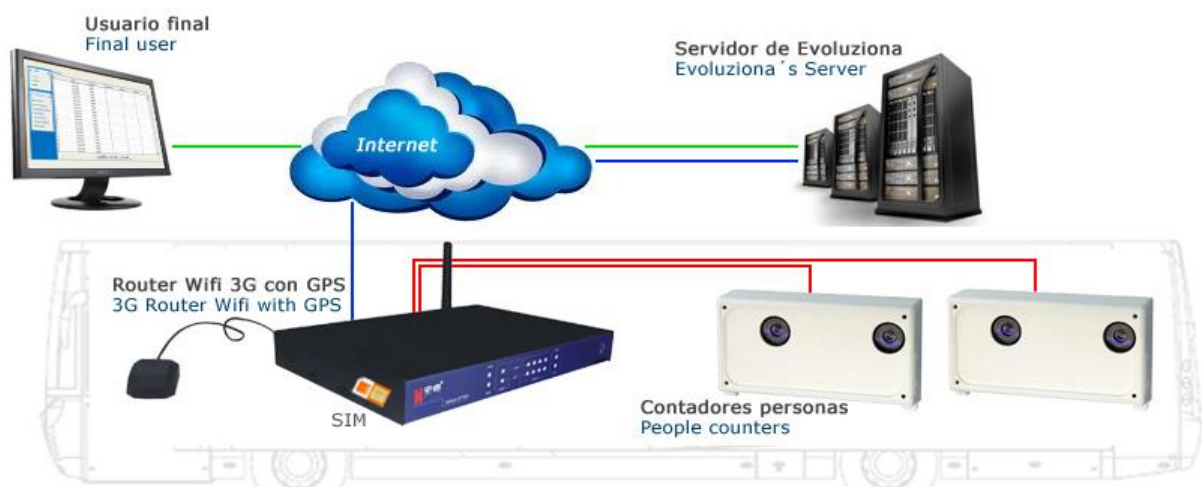 Usuario final
Final user
Servidor de Evoluziona
Evoluziona´s Server
Internet
Router Wifi 3G con GPS
3G Router Wifi with GPS
SIM
Contadores personas
People counters